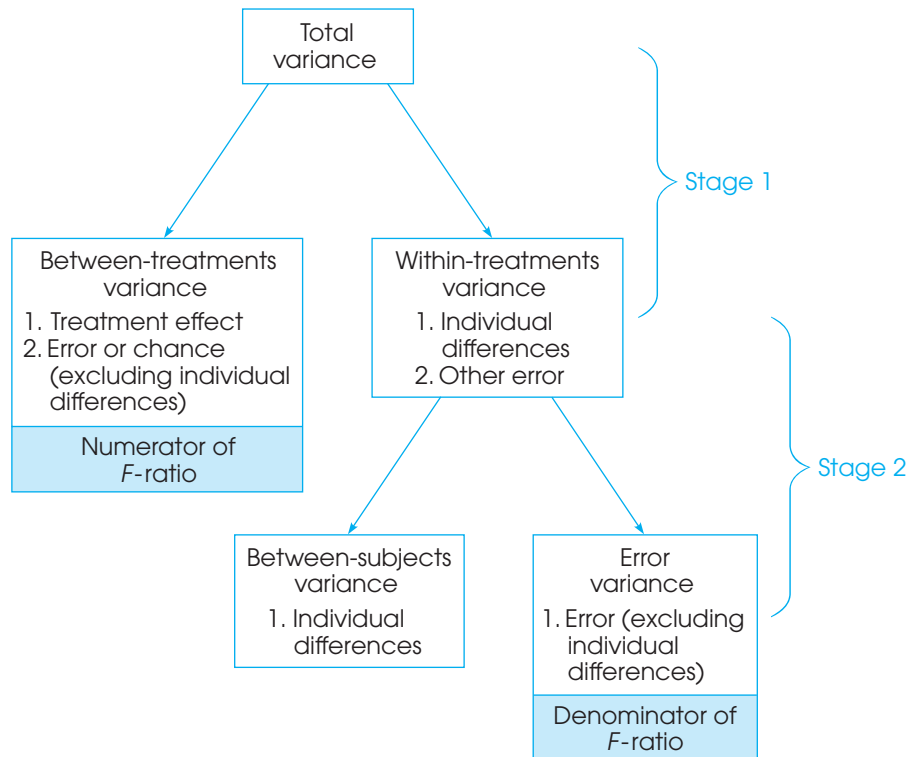 Total
variance
Stage 1
Between-treatments
variance
1. Treatment effect
2. Error or chance
(excluding individual
differences)
Numerator of
F-ratio
Within-treatments
variance
1. Individual
differences
2. Other error
Stage 2
Between-subjects
variance
1. Individual
differences
Error
variance
1. Error (excluding
individual
differences)
Denominator of
F-ratio